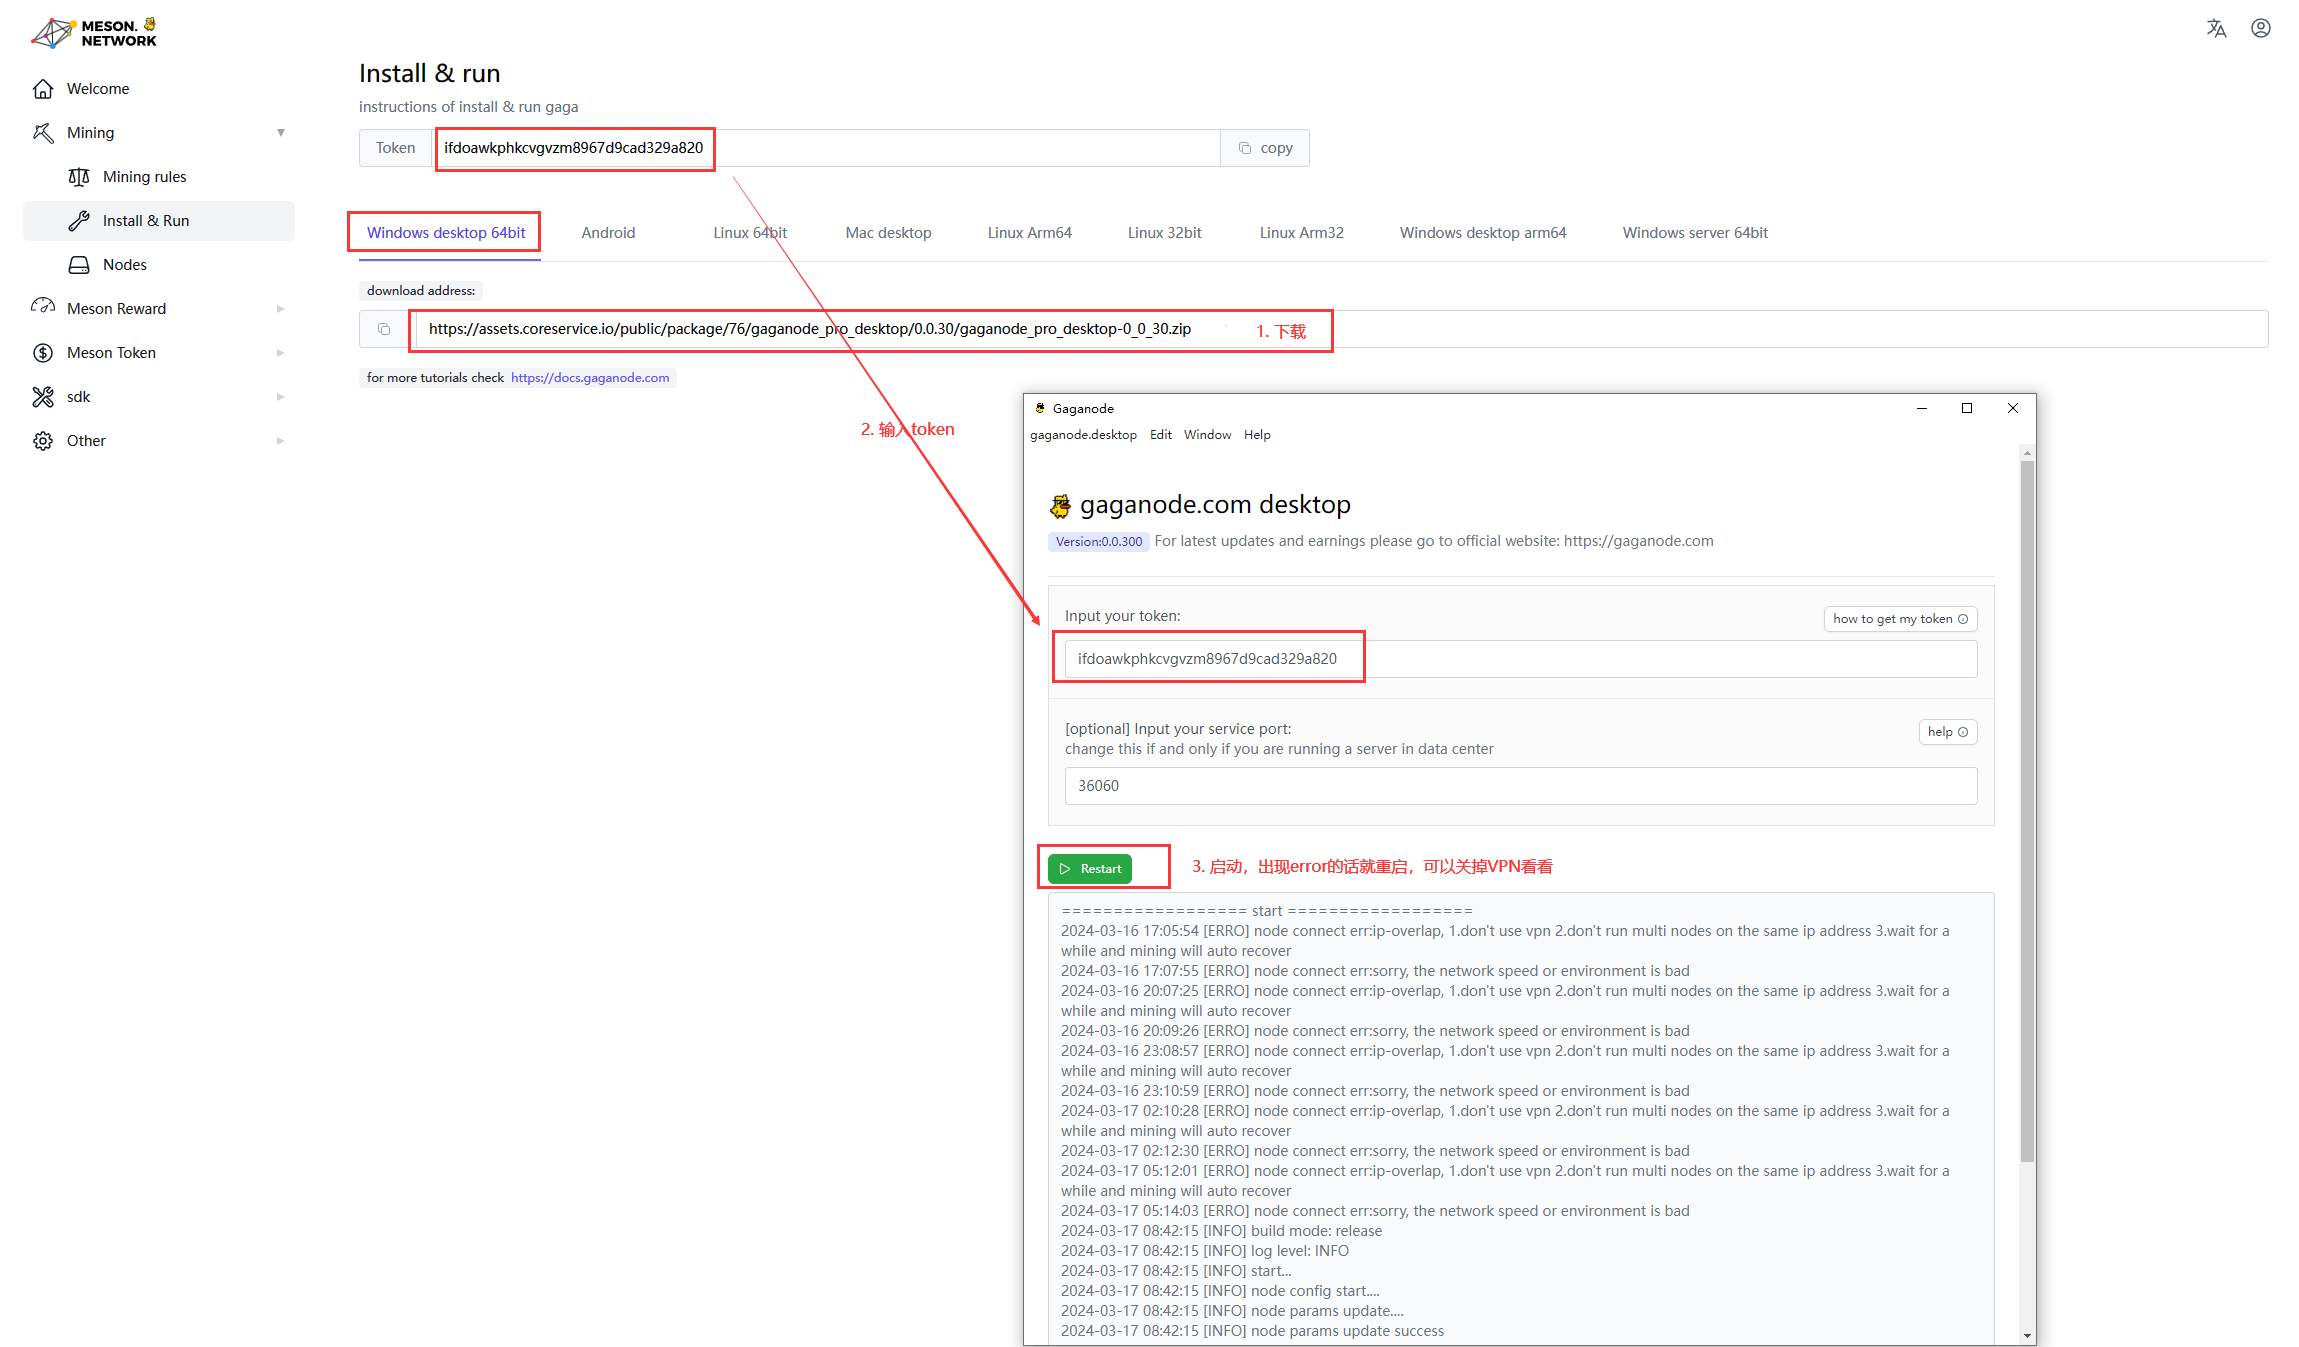 MESON.
NETWORK
Welcome
Mining
Mining rules
Install & Run
Nodes
Meson Reward
Meson Token
sdk
Other
Install & run
instructions of install & run gaga
Token ifdoawkphkcvgvzm8967d9cad329a820 copy
Windows desktop 64bit Android Linux 64bit Mac desktop Linux Arm64 Linux 32bit Linux Arm32 Windows desktop arm64 Windows server 64bit
download address:
https://assets.coreservice.io/public/package/76/gaganode_pro_desktop/0.0.30/gaganode_pro_desktop-0_0_30.zip 1. 下载
for more tutorials check https://docs.gaganode.com
2. 输入token
Gaganode
gaganode.desktop Edit Window Help
gaganode.com desktop
Version:0.0.300 For latest updates and earnings please go to official website: https://gaganode.com
Input your token: how to get my token
ifdoawkphkcvgvzm8967d9cad329a820
[optional] Input your service port: help
change this if and only if you are running a server in data center
36060
Restart 3. 启动，出现error的话就重启，可以关掉VPN看看
================== start ==================
2024-03-16 17:05:54 [ERRO] node connect err:ip-overlap, 1.don't use vpn 2.don't run multi nodes on the same ip address 3.wait for a
while and mining will auto recover
2024-03-16 17:07:55 [ERRO] node connect err:sorry, the network speed or environment is bad
2024-03-16 20:07:25 [ERRO] node connect err:ip-overlap, 1.don't use vpn 2.don't run multi nodes on the same ip address 3.wait for a
while and mining will auto recover
2024-03-16 20:09:26 [ERRO] node connect err:sorry, the network speed or environment is bad
2024-03-16 23:08:57 [ERRO] node connect err:ip-overlap, 1.don't use vpn 2.don't run multi nodes on the same ip address 3.wait for a
while and mining will auto recover
2024-03-16 23:10:59 [ERRO] node connect err:sorry, the network speed or environment is bad
2024-03-17 02:10:28 [ERRO] node connect err:ip-overlap, 1.don't use vpn 2.don't run multi nodes on the same ip address 3.wait for a
while and mining will auto recover
2024-03-17 02:12:30 [ERRO] node connect err:sorry, the network speed or environment is bad
2024-03-17 05:12:01 [ERRO] node connect err:ip-overlap, 1.don't use vpn 2.don't run multi nodes on the same ip address 3.wait for a
while and mining will auto recover
2024-03-17 05:14:03 [ERRO] node connect err:sorry, the network speed or environment is bad
2024-03-17 08:42:15 [INFO] build mode: release
2024-03-17 08:42:15 [INFO] log level: INFO
2024-03-17 08:42:15 [INFO] start...
2024-03-17 08:42:15 [INFO] node config start....
2024-03-17 08:42:15 [INFO] node params update....
2024-03-17 08:42:15 [INFO] node params update success